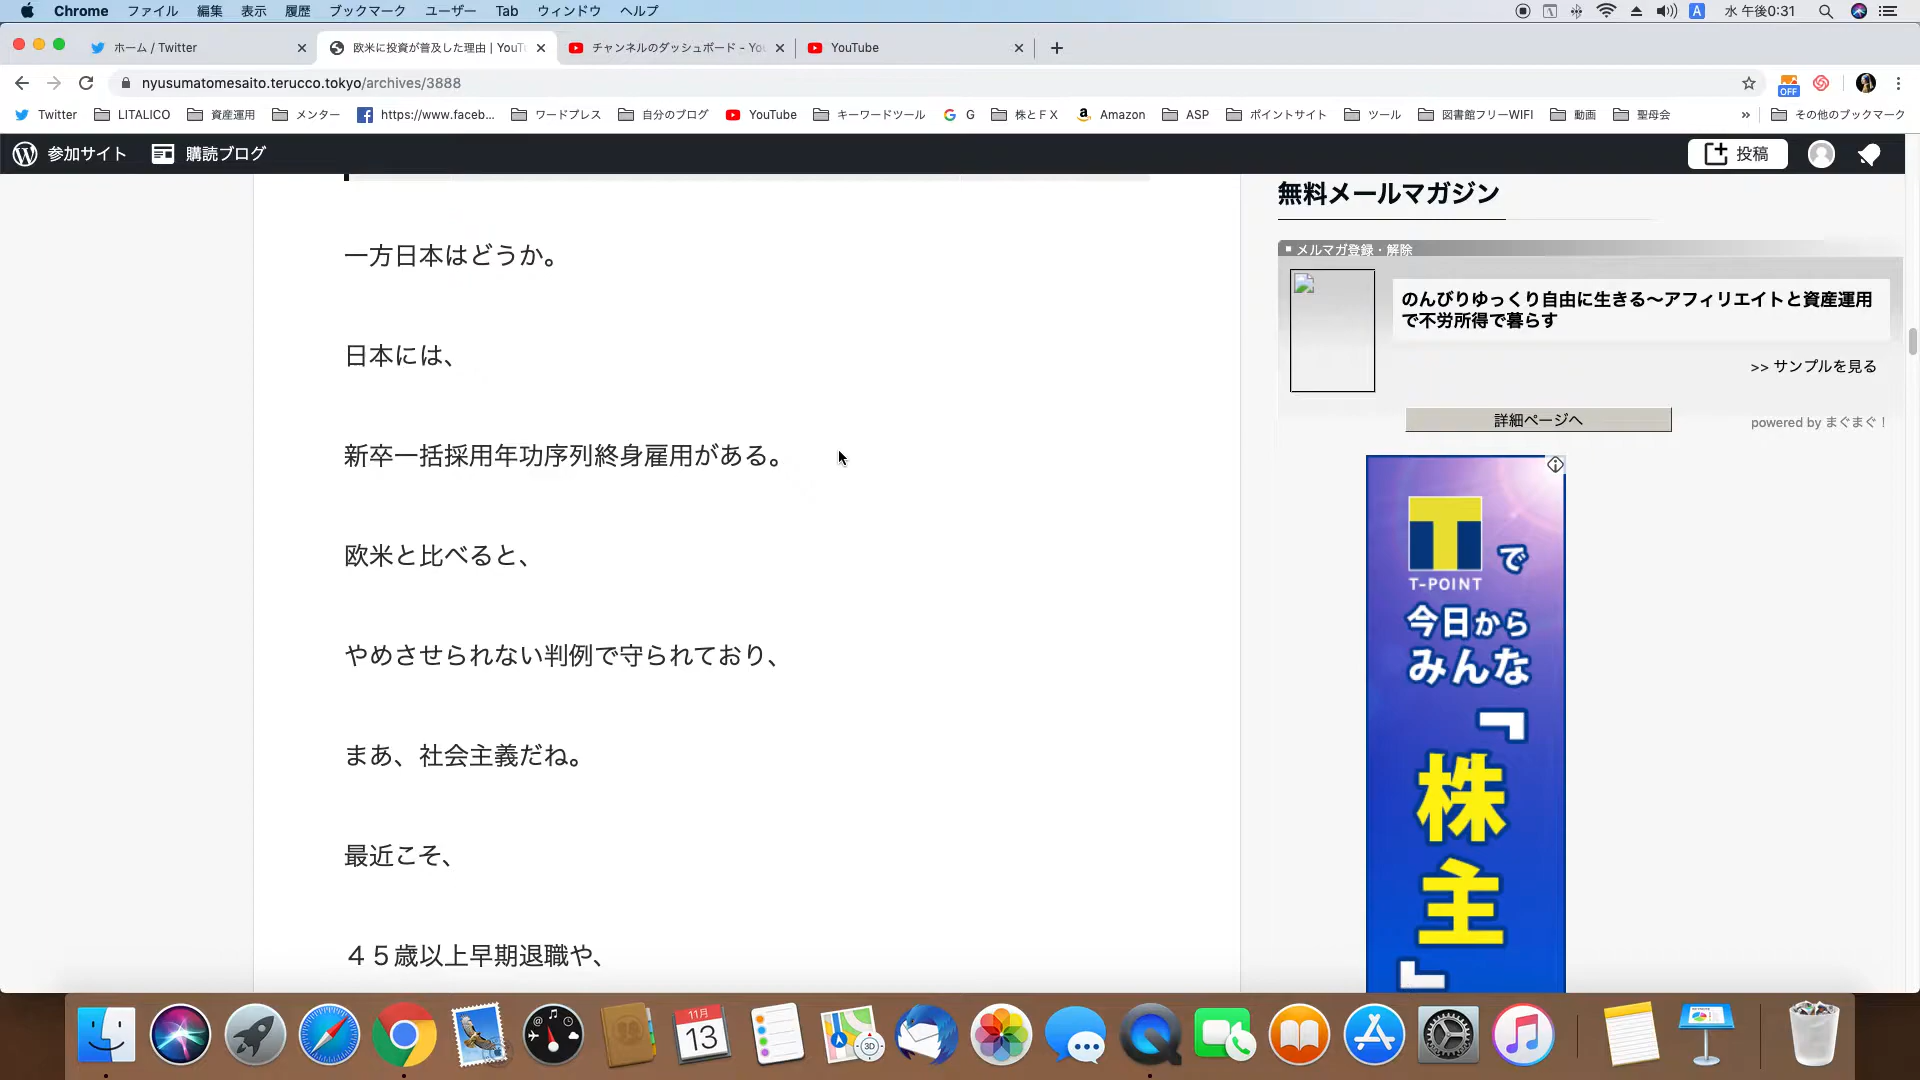 Chrome ファイル 編集 表示 履歴 ブックマーク ユーザー Tab ウィンドウ ヘルプ
A 水 午後0:31
ホーム / Twitter
欧米に投資が普及した理由 | YouT
チャンネルのダッシュボード - You
YouTube
nyusumatomesaito.terucco.tokyo/archives/3888
OFF
Twitter LITALICO 資産運用 メンター https://www.faceb... ワードプレス 自分のブログ YouTube キーワードツール G 株とＦＸ Amazon ASP ポイントサイト ツール 図書館フリーWIFI 動画 聖母会 » その他のブックマーク
参加サイト 購読ブログ 投稿
一方日本はどうか。
日本には、
新卒一括採用年功序列終身雇用がある。
欧米と比べると、
やめさせられない判例で守られており、
まあ、社会主義だね。
最近こそ、
４５歳以上早期退職や、
無料メールマガジン
メルマガ登録・解除
のんびりゆっくり自由に生きる〜アフィリエイトと資産運用
で不労所得で暮らす
>> サンプルを見る
詳細ページへ
powered by まぐまぐ！
T-POINT
で
今日から
みんな
「株主」
11月
13
3D